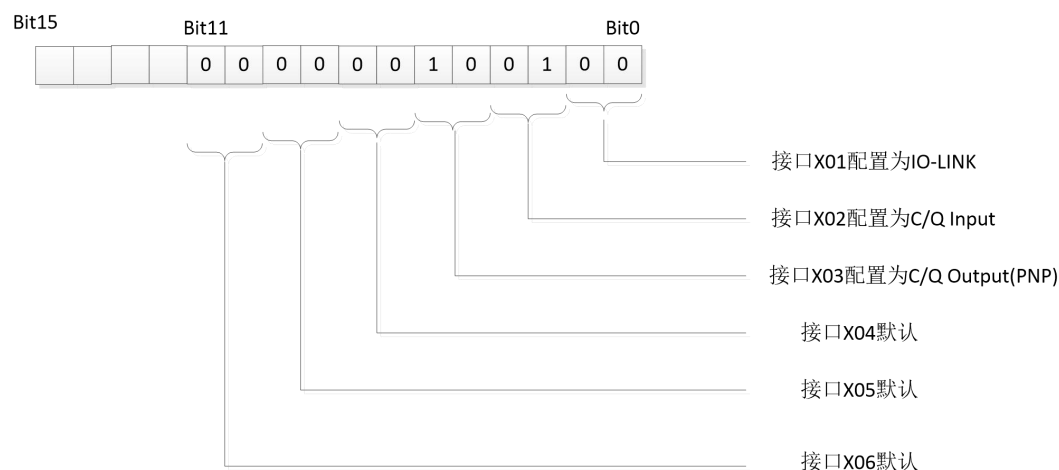 Bit15 Bit11 Bit0
0 0 0 0 0 0 1 0 0 1 0 0
接口X01配置为IO-LINK
接口X02配置为C/Q Input
接口X03配置为C/Q Output(PNP)
接口X04默认
接口X05默认
接口X06默认